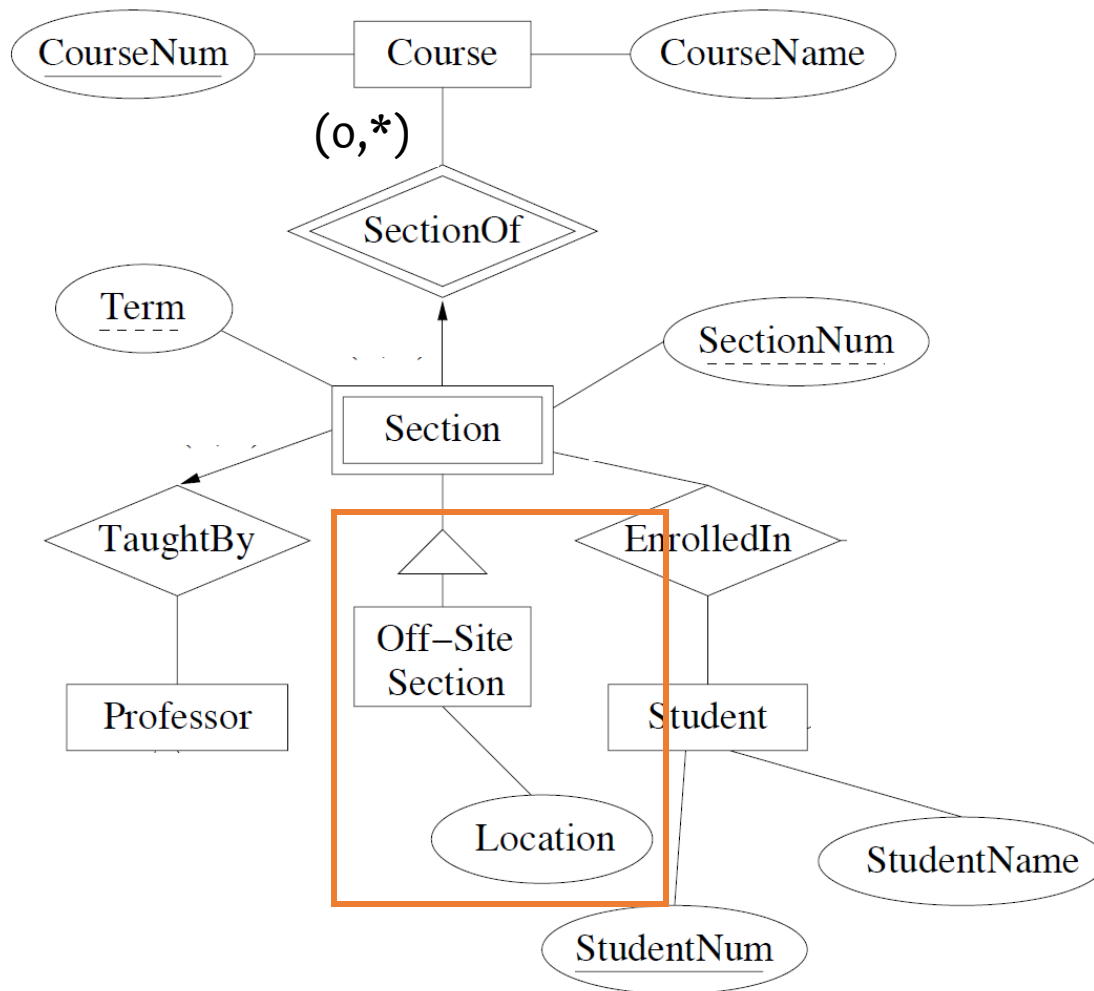 CourseNum
Course
CourseName
(0,*)
SectionOf
Term
SectionNum
Section
TaughtBy
EnrolledIn
Off-Site
Section
Professor
Student
Location
StudentName
StudentNum